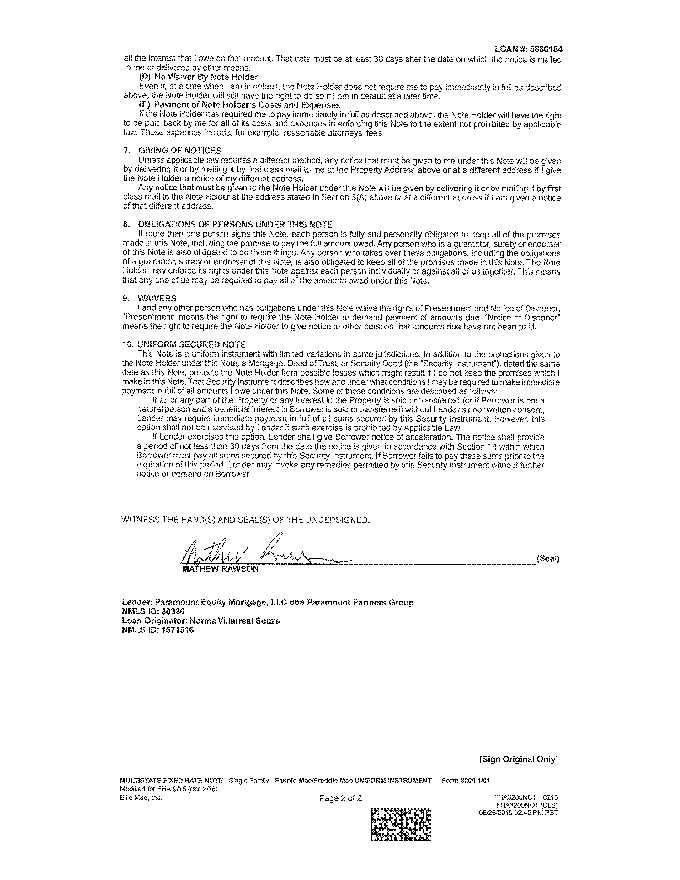 LOAN #: 5880184
all the interest that I owe on that amount. That date must be at least 30 days after the date on which the notice is mailed
to me or delivered by other means.
(D) No Waiver By Note Holder
Even if, at a time when I am in default, the Note Holder does not require me to pay immediately in full as described
above, the Note Holder will still have the right to do so if I am in default at a later time.
(E) Payment of Note Holder's Costs and Expenses
If the Note Holder has required me to pay immediately in full as described above, the Note Holder will have the right
to be paid back by me for all of its costs and expenses in enforcing this Note to the extent not prohibited by applicable
law. These expenses include, for example, reasonable attorneys' fees.
7. GIVING OF NOTICES
Unless applicable law requires a different method, any notice that must be given to me under this Note will be given
by delivering it or by mailing it by first class mail to me at the Property Address above or at a different address if I give
the Note Holder a notice of my different address.
Any notice that must be given to the Note Holder under this Note will be given by delivering it or by mailing it by first
class mail to the Note Holder at the address stated in Section 3(A) above or at a different address if I am given a notice
of that different address.
8. OBLIGATIONS OF PERSONS UNDER THIS NOTE
If more than one person signs this Note, each person is fully and personally obligated to keep all of the promises
made in this Note, including the promise to pay the full amount owed. Any person who is a guarantor, surety or endorser
of this Note is also obligated to do these things. Any person who takes over these obligations, including the obligations
of a guarantor, surety or endorser of this Note, is also obligated to keep all of the promises made in this Note. The Note
Holder may enforce its rights under this Note against each person individually or against all of us together. This means
that any one of us may be required to pay all of the amounts owed under this Note.
9. WAIVERS
I and any other person who has obligations under this Note waive the rights of Presentment and Notice of Dishonor.
"Presentment" means the right to require the Note Holder to demand payment of amounts due. "Notice of Dishonor"
means the right to require the Note Holder to give notice to other persons that amounts due have not been paid.
10. UNIFORM SECURED NOTE
This Note is a uniform instrument with limited variations in some jurisdictions. In addition to the protections given to
the Note Holder under this Note, a Mortgage, Deed of Trust, or Security Deed (the "Security Instrument"), dated the same
date as this Note, protects the Note Holder from possible losses which might result if I do not keep the promises which I
make in this Note. That Security Instrument describes how and under what conditions I may be required to make immediate
payment in full of all amounts I owe under this Note. Some of those conditions are described as follows:
If all or any part of the Property or any Interest in the Property is sold or transferred (or if Borrower is not a
natural person and a beneficial interest in Borrower is sold or transferred) without Lender's prior written consent,
Lender may require immediate payment in full of all sums secured by this Security Instrument. However, this
option shall not be exercised by Lender if such exercise is prohibited by Applicable Law.
If Lender exercises this option, Lender shall give Borrower notice of acceleration. The notice shall provide
a period of not less than 30 days from the date the notice is given in accordance with Section 14 within which
Borrower must pay all sums secured by this Security Instrument. If Borrower fails to pay these sums prior to the
expiration of this period, Lender may invoke any remedies permitted by this Security Instrument without further
notice or demand on Borrower.
WITNESS THE HAND(S) AND SEAL(S) OF THE UNDERSIGNED.
(Seal)
MATHEW RAWSON
Lender: Paramount Equity Mortgage, LLC dba Paramount Partners Group
NMLS ID: 30336
Loan Originator: Norma Villarreal Souza
NMLS ID:
[Sign Original Only]
MULTISTATE FIXED RATE NOTE Single Family Fannie Mae/Freddie Mac UNIFORM INSTRUMENT Form 3200 1/01
Modified for FHA
Ellie Mae, Inc.
Page 2 of 2